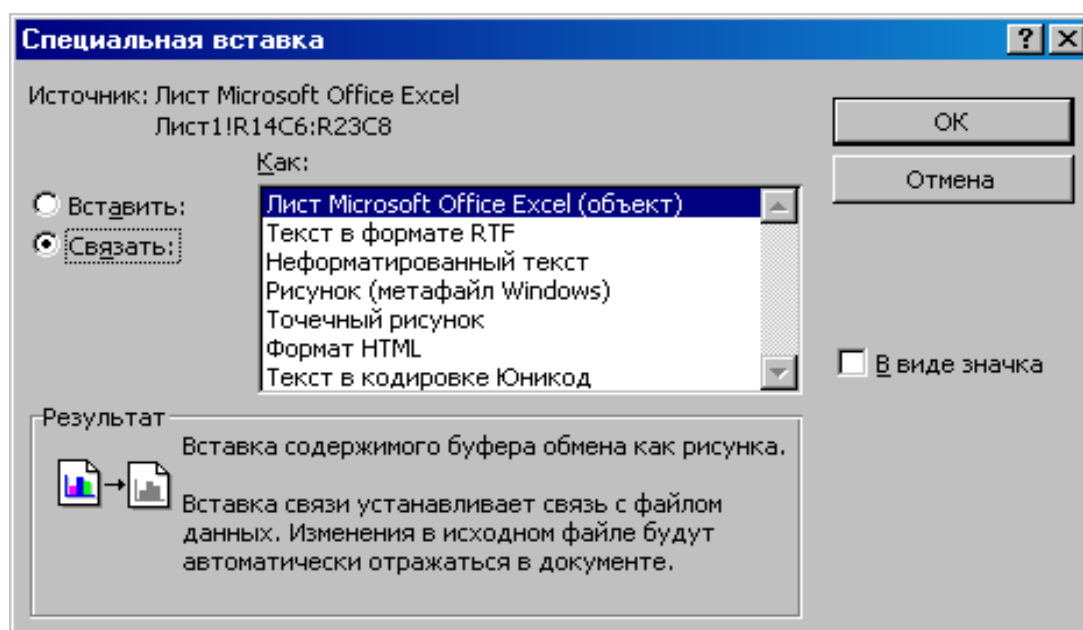 Специальная вставка
Источник: Лист Microsoft Office Excel
Лист1!R14C6:R23C8
ОК
Отмена
Как:
Вставить:
Связать:
Лист Microsoft Office Excel (объект)
Текст в формате RTF
Неформатированный текст
Рисунок (метафайл Windows)
Точечный рисунок
Формат HTML
Текст в кодировке Юникод
В виде значка
Результат
Вставка содержимого буфера обмена как рисунка.
Вставка связи устанавливает связь с файлом
данных. Изменения в исходном файле будут
автоматически отражаться в документе.